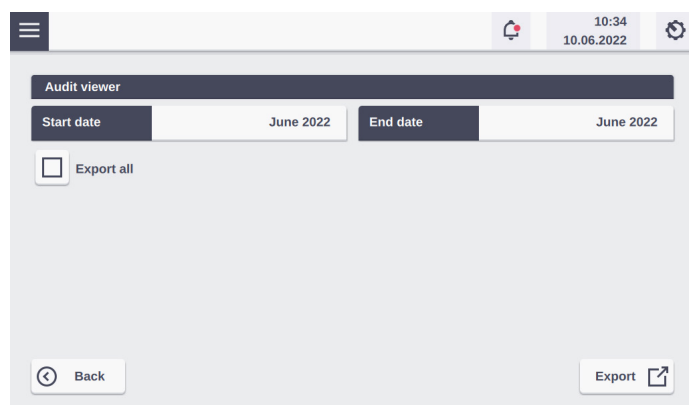 10:34
10.06.2022
Audit viewer
Start date June 2022 End date June 2022
Export all
Back Export